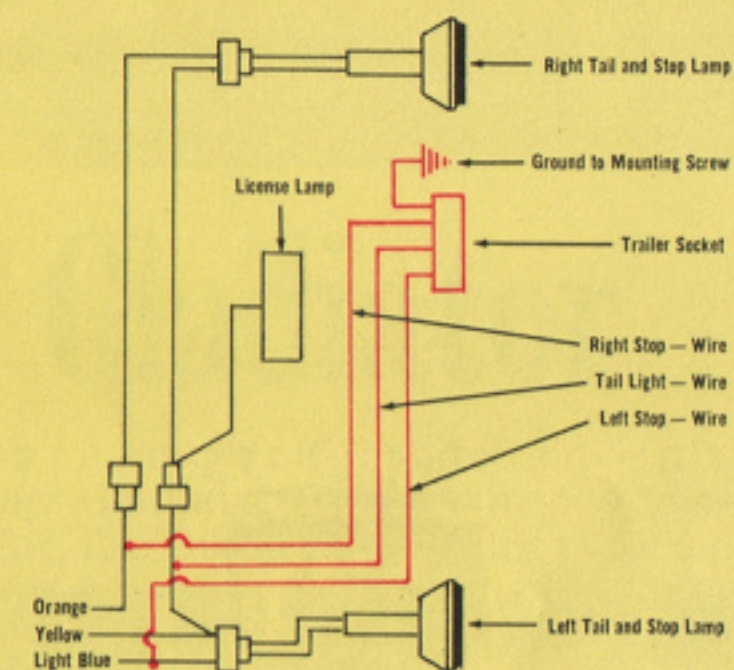 Right Tail and Stop Lamp
Ground to Mounting Screw
License Lamp
Trailer Socket
Right Stop — Wire
Tail Light — Wire
Left Stop — Wire
Orange
Yellow
Left Tail and Stop Lamp
Light Blue